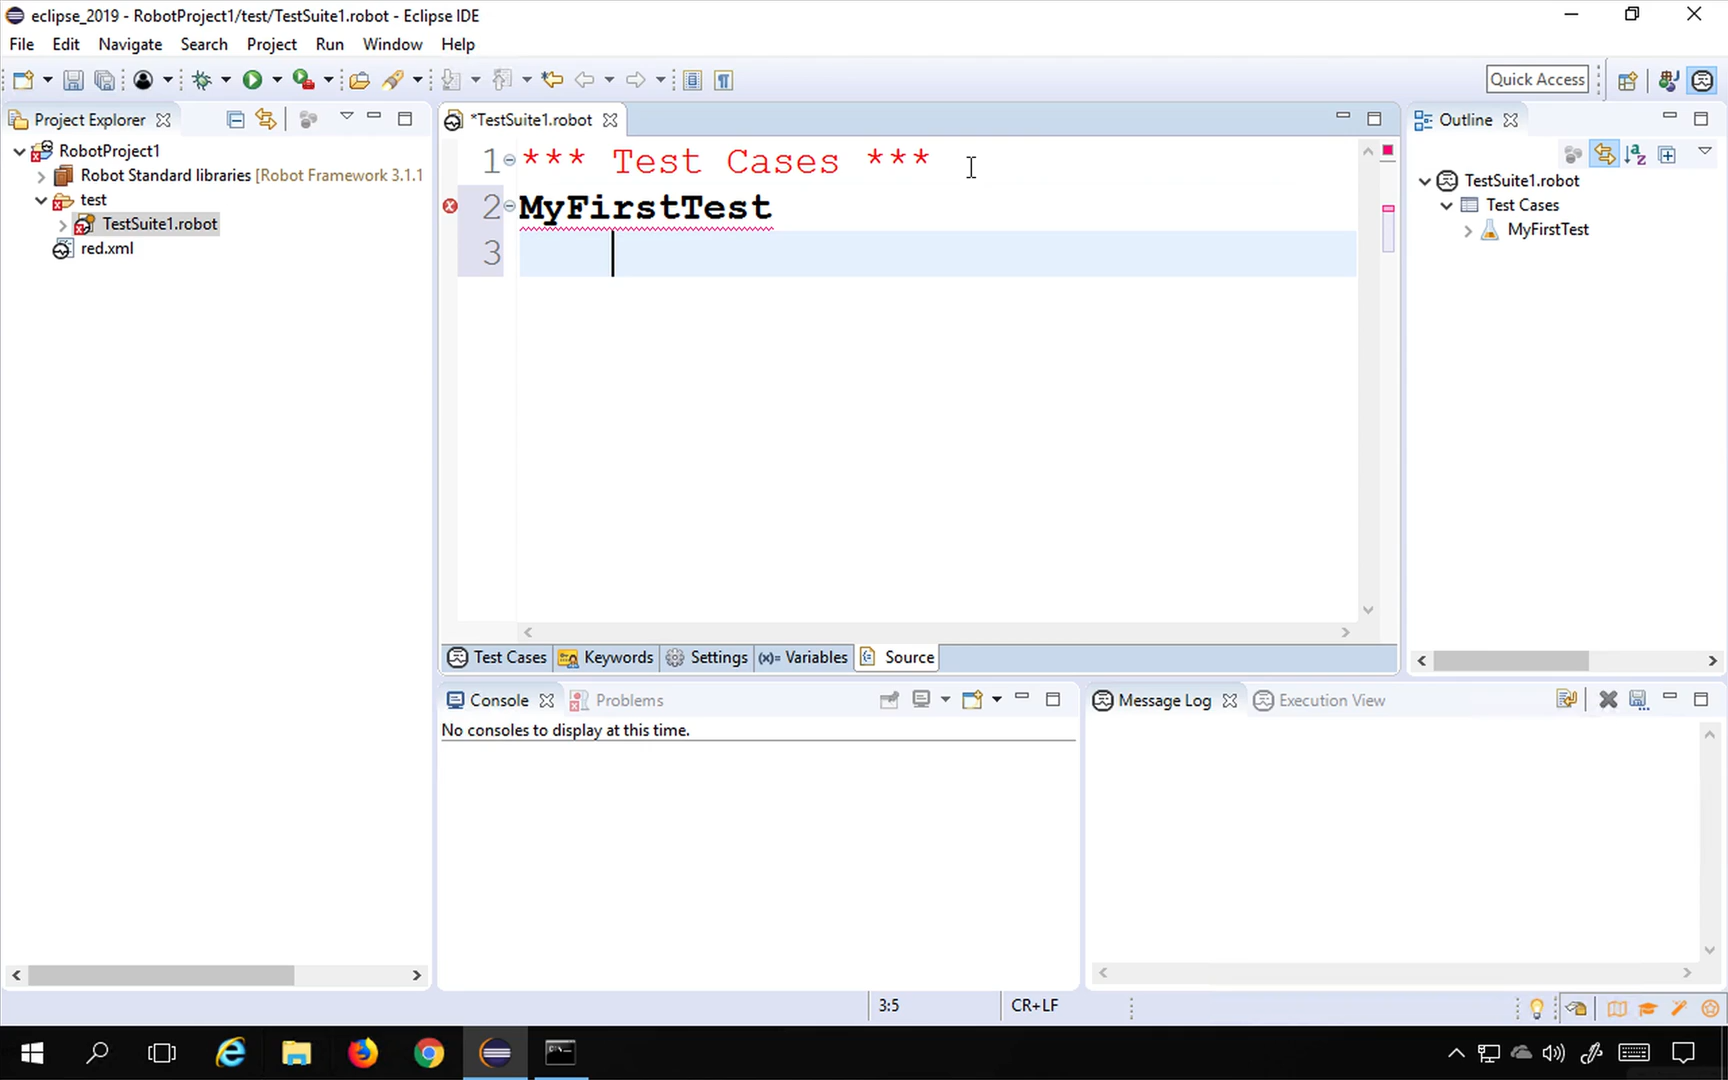 eclipse_2019 - RobotProject1/test/TestSuite1.robot - Eclipse IDE
File Edit Navigate Search Project Run Window Help
Quick Access
Project Explorer
RobotProject1
Robot Standard libraries [Robot Framework 3.1.1
test
TestSuite1.robot
red.xml
*TestSuite1.robot
1 *** Test Cases ***
2 MyFirstTest
3
Test Cases Keywords Settings (x)= Variables Source
Outline
TestSuite1.robot
Test Cases
MyFirstTest
Console Problems
No consoles to display at this time.
Message Log Execution View
3:5 CR+LF